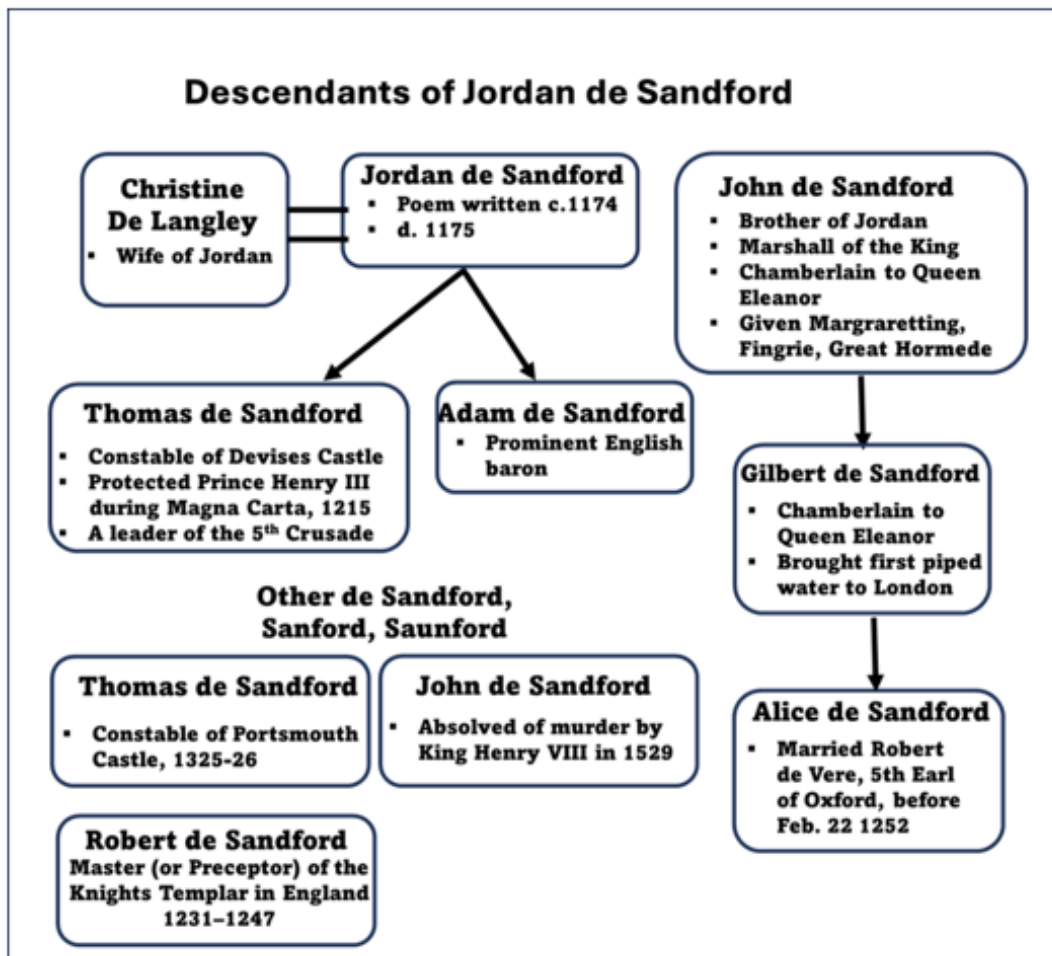 Descendants of Jordan de Sandford
Christine
De Langley
▪ Wife of Jordan
Jordan de Sandford
▪ Poem written c.1174
▪ d. 1175
John de Sandford
▪ Brother of Jordan
▪ Marshall of the King
▪ Chamberlain to Queen
Eleanor
▪ Given Margraretting,
Fingrie, Great Hormede
Thomas de Sandford
▪ Constable of Devises Castle
▪ Protected Prince Henry III
during Magna Carta, 1215
▪ A leader of the 5th Crusade
Adam de Sandford
▪ Prominent English
baron
Gilbert de Sandford
▪ Chamberlain to
Queen Eleanor
▪ Brought first piped
water to London
Other de Sandford,
Sanford, Saunford
Thomas de Sandford
▪ Constable of Portsmouth
Castle, 1325-26
John de Sandford
▪ Absolved of murder by
King Henry VIII in 1529
Alice de Sandford
▪ Married Robert
de Vere, 5th Earl
of Oxford, before
Feb. 22 1252
Robert de Sandford
Master (or Preceptor) of the
Knights Templar in England
1231–1247